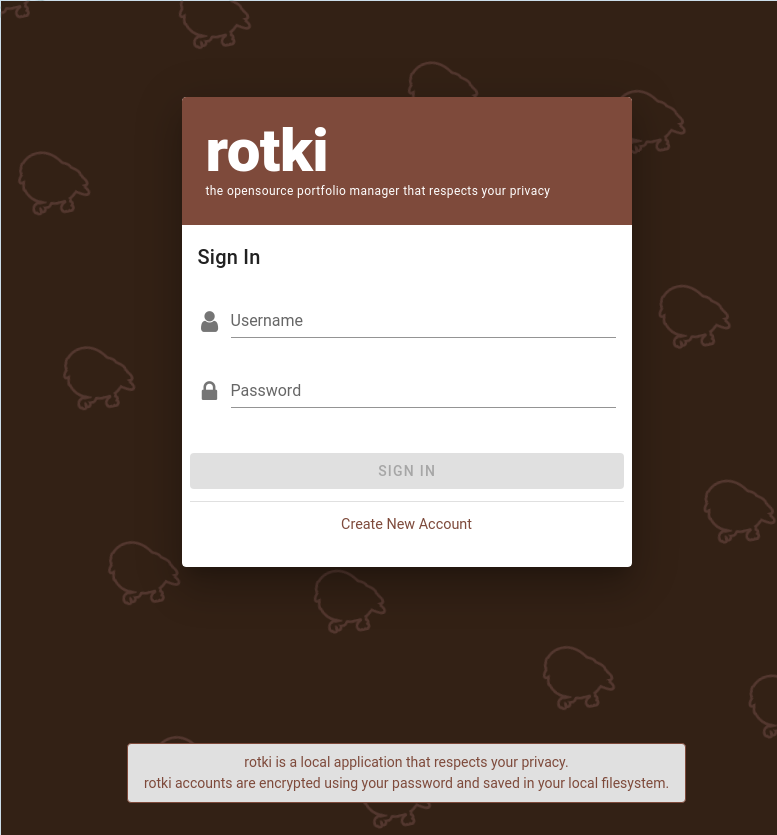 rotki
the opensource portfolio manager that respects your privacy
Sign In
Username
Password
SIGN IN
Create New Account
rotki is a local application that respects your privacy.
rotki accounts are encrypted using your password and saved in your local filesystem.